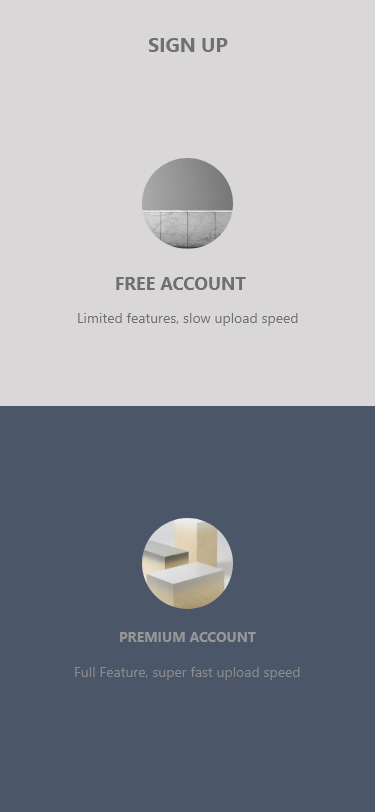 SIGN UP
FREE ACCOUNT
Limited features, slow upload speed
PREMIUM ACCOUNT
Full Feature, super fast upload speed